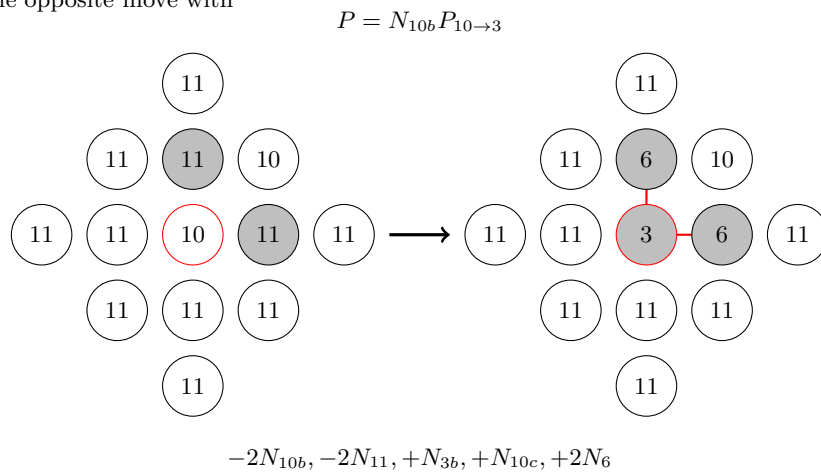 he opposite move with
P = N_{10b}P_{10→3}
11 11
11 11 10 11 6 10
11 11 10 11 11 11 11 3 6 11
11 11 11 11 11 11
11 11
−2N_{10b}, −2N_{11}, +N_{3b}, +N_{10c}, +2N_6